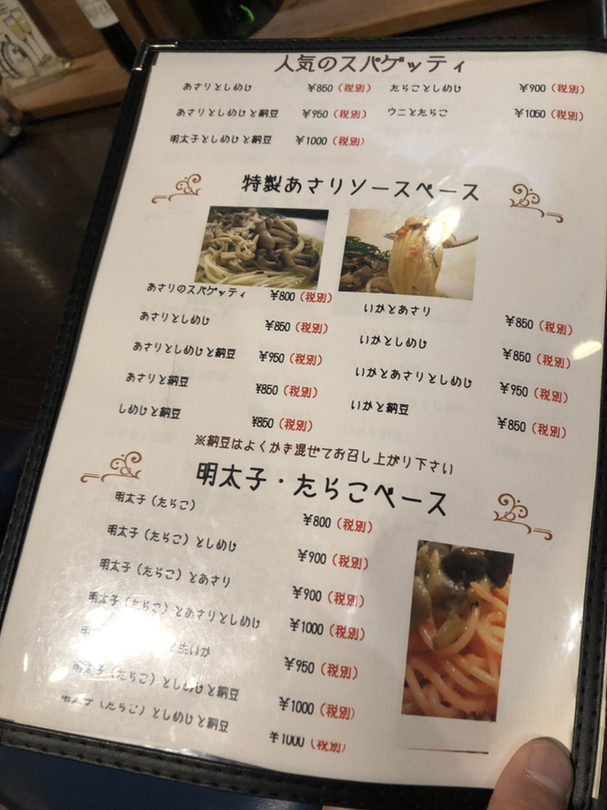 人気のスパゲッティ
あさりとしめじ ¥850（税別） たらことしめじ ¥900（税別）
あさりとしめじと納豆 ¥950（税別） ウニとたらこ ¥1050（税別）
明太子としめじと納豆 ¥1000（税別）
特製あさりソースベース
あさりのスパゲッティ ¥800（税別） いかとあさり ¥850（税別）
あさりとしめじ ¥850（税別） いかとしめじ ¥850（税別）
あさりとしめじと納豆 ¥950（税別） いかとあさりとしめじ ¥950（税別）
あさりと納豆 ¥850（税別） いかと納豆 ¥850（税別）
しめじと納豆 ¥850（税別）
※納豆はよくかき混ぜてお召し上がり下さい
明太子・たらこベース
明太子（たらこ） ¥800（税別）
明太子（たらこ）としめじ ¥900（税別）
明太子（たらこ）とあさり ¥900（税別）
明太子（たらこ）とあさりとしめじ ¥1000（税別）
と生いか ¥950（税別）
明太子（たらこ）としめじと納豆 ¥1000（税別）
明太子（たらこ）としめじと納豆 ¥1000（税別）